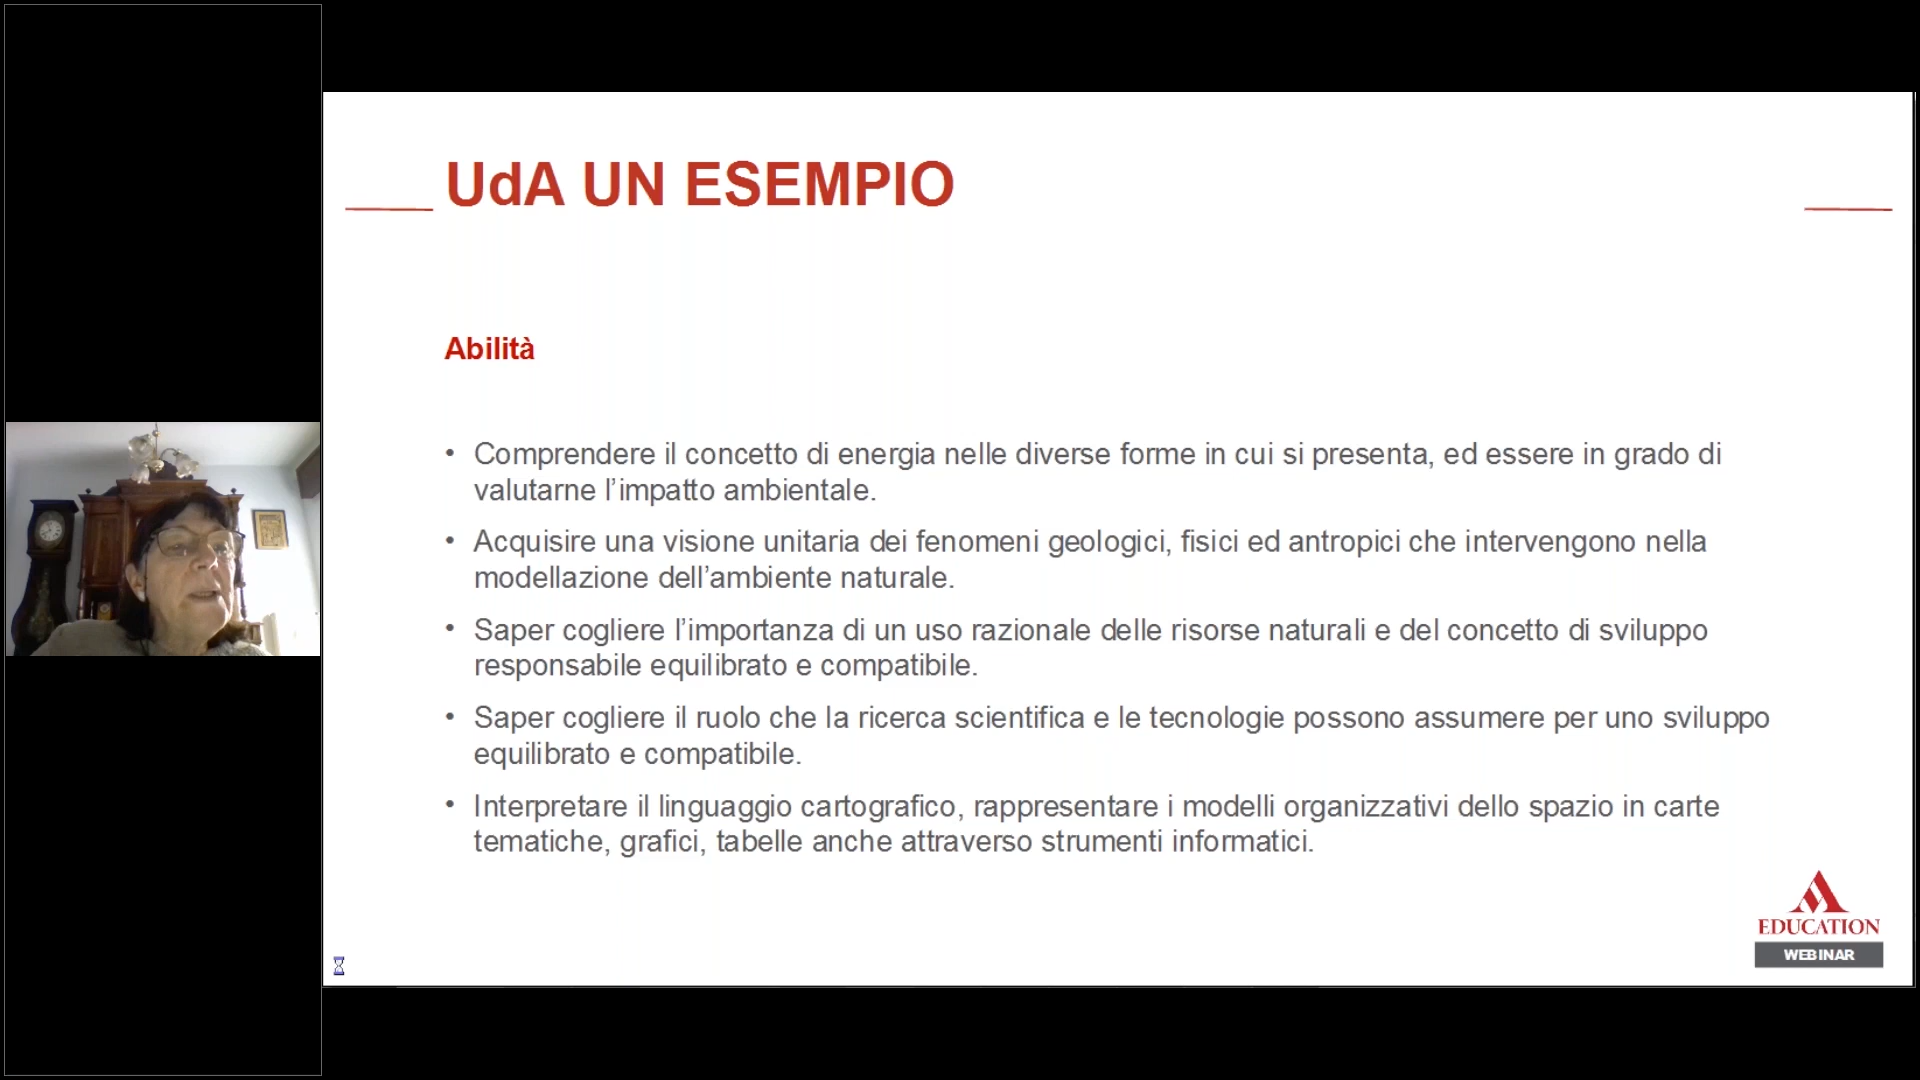 UdA UN ESEMPIO
Abilità
• Comprendere il concetto di energia nelle diverse forme in cui si presenta, ed essere in grado di
valutarne l’impatto ambientale.
• Acquisire una visione unitaria dei fenomeni geologici, fisici ed antropici che intervengono nella
modellazione dell’ambiente naturale.
• Saper cogliere l’importanza di un uso razionale delle risorse naturali e del concetto di sviluppo
responsabile equilibrato e compatibile.
• Saper cogliere il ruolo che la ricerca scientifica e le tecnologie possono assumere per uno sviluppo
equilibrato e compatibile.
• Interpretare il linguaggio cartografico, rappresentare i modelli organizzativi dello spazio in carte
tematiche, grafici, tabelle anche attraverso strumenti informatici.
EDUCATION
WEBINAR